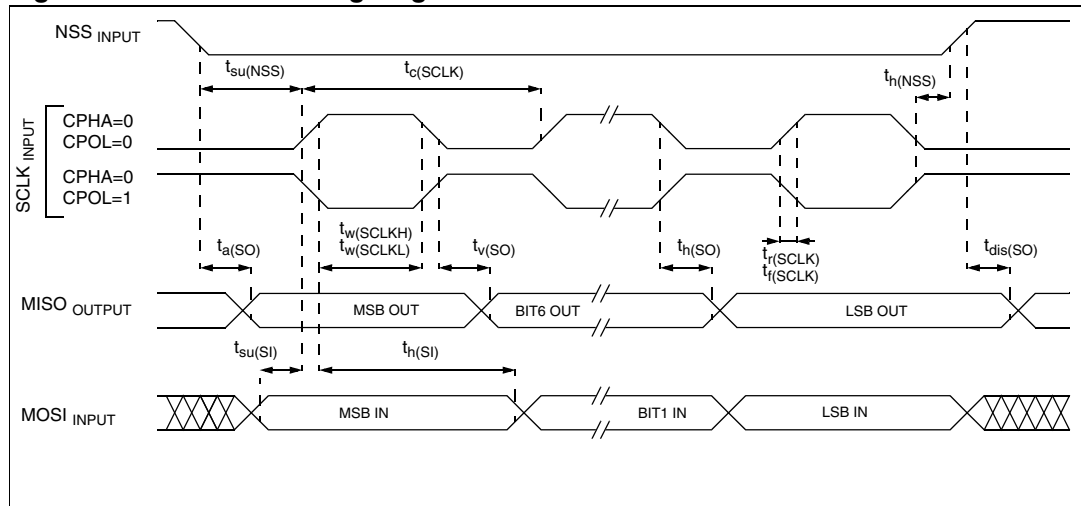 NSS INPUT
tsu(NSS)
tc(SCLK)
th(NSS)
SCLK INPUT
CPHA=0
CPOL=0
CPHA=0
CPOL=1
ta(SO)
tw(SCLKH)
tw(SCLKL)
tv(SO)
th(SO)
tr(SCLK)
tf(SCLK)
tdis(SO)
MISO OUTPUT
MSB OUT
BIT6 OUT
LSB OUT
tsu(SI)
th(SI)
MOSI INPUT
MSB IN
BIT1 IN
LSB IN